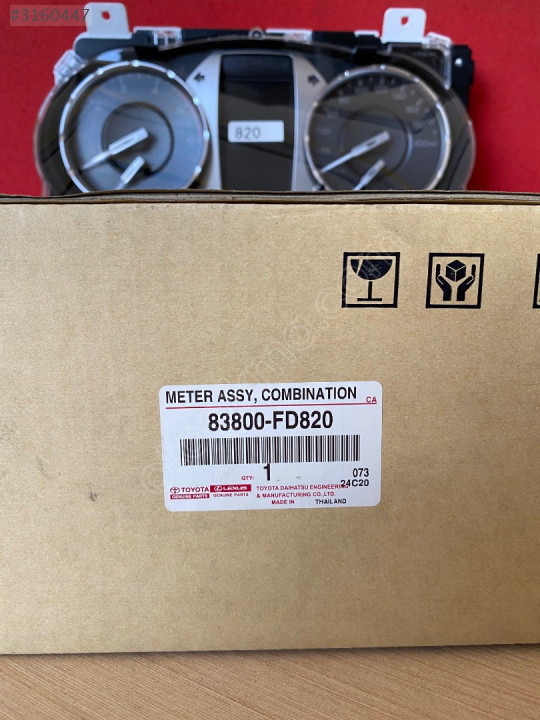 #3160447
820
METER ASSY, COMBINATION
CA
83800-FD820
QTY: 1
073
24C20
TOYOTA LEXUS
GENUINE PARTS GENUINE PARTS
TOYOTA DAIHATSU ENGINEERING
& MANUFACTURING CO.,LTD.
MADE IN THAILAND